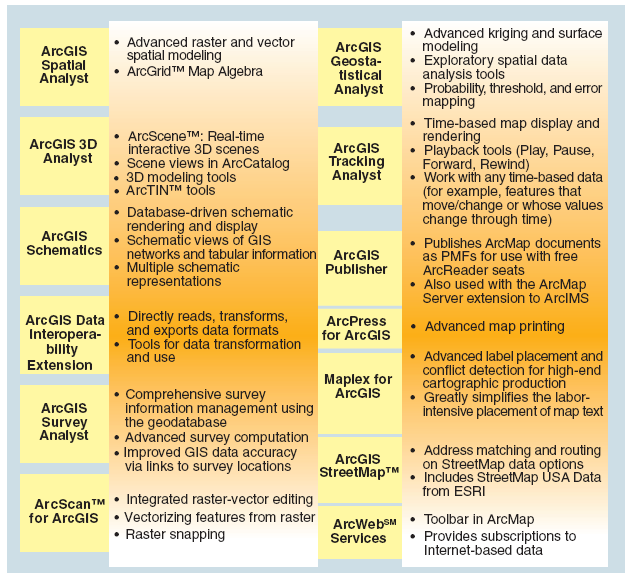 ArcGIS
Spatial
Analyst
• Advanced raster and vector
spatial modeling
• ArcGrid™ Map Algebra
ArcGIS 3D
Analyst
• ArcScene™: Real-time
interactive 3D scenes
• Scene views in ArcCatalog
• 3D modeling tools
• ArcTIN™ tools
ArcGIS
Schematics
• Database-driven schematic
rendering and display
• Schematic views of GIS
networks and tabular information
• Multiple schematic
representations
ArcGIS Data
Interopera-
bility
Extension
• Directly reads, transforms,
and exports data formats
• Tools for data transformation
and use
ArcGIS
Survey
Analyst
• Comprehensive survey
information management using
the geodatabase
• Advanced survey computation
• Improved GIS data accuracy
via links to survey locations
ArcScan™
for ArcGIS
• Integrated raster-vector editing
• Vectorizing features from raster
• Raster snapping
ArcGIS
Geosta-
tistical
Analyst
• Advanced kriging and surface
modeling
• Exploratory spatial data
analysis tools
• Probability, threshold, and error
mapping
ArcGIS
Tracking
Analyst
• Time-based map display and
rendering
• Playback tools (Play, Pause,
Forward, Rewind)
• Work with any time-based data
(for example, features that
move/change or whose values
change through time)
ArcGIS
Publisher
• Publishes ArcMap documents
as PMFs for use with free
ArcReader seats
• Also used with the ArcMap
Server extension to ArcIMS
ArcPress
for ArcGIS
• Advanced map printing
Maplex for
ArcGIS
• Advanced label placement and
conflict detection for high-end
cartographic production
• Greatly simplifies the labor-
intensive placement of map text
ArcGIS
StreetMap™
• Address matching and routing
on StreetMap data options
• Includes StreetMap USA Data
from ESRI
ArcWeb℠
Services
• Toolbar in ArcMap
• Provides subscriptions to
Internet-based data